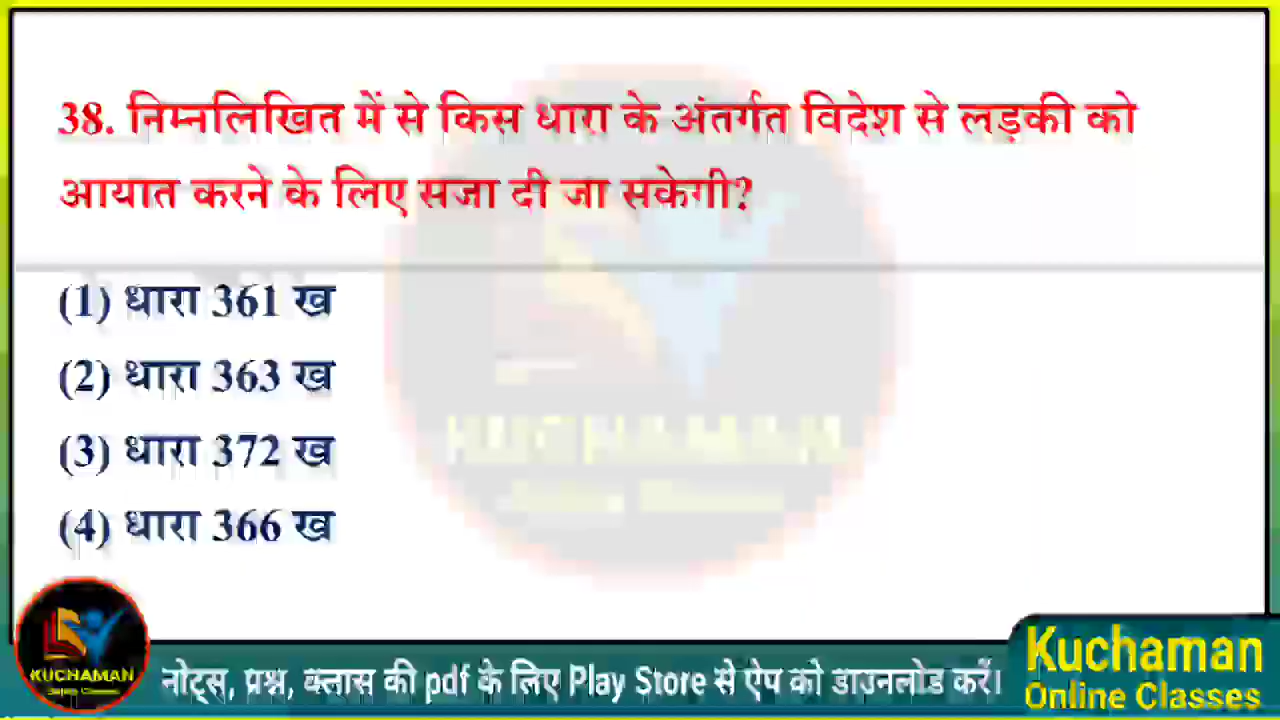 38. निम्नलिखित में से किस धारा के अंतर्गत विदेश से लड़की को
आयात करने के लिए सजा दी जा सकेगी?
(1) धारा 361 ख
(2) धारा 363 ख
(3) धारा 372 ख
(4) धारा 366 ख
KUCHAMAN
KUCHAMAN
नोट्स, प्रश्न, क्लास की pdf के लिए Play Store से ऐप को डाउनलोड करें।
Kuchaman
Online Classes